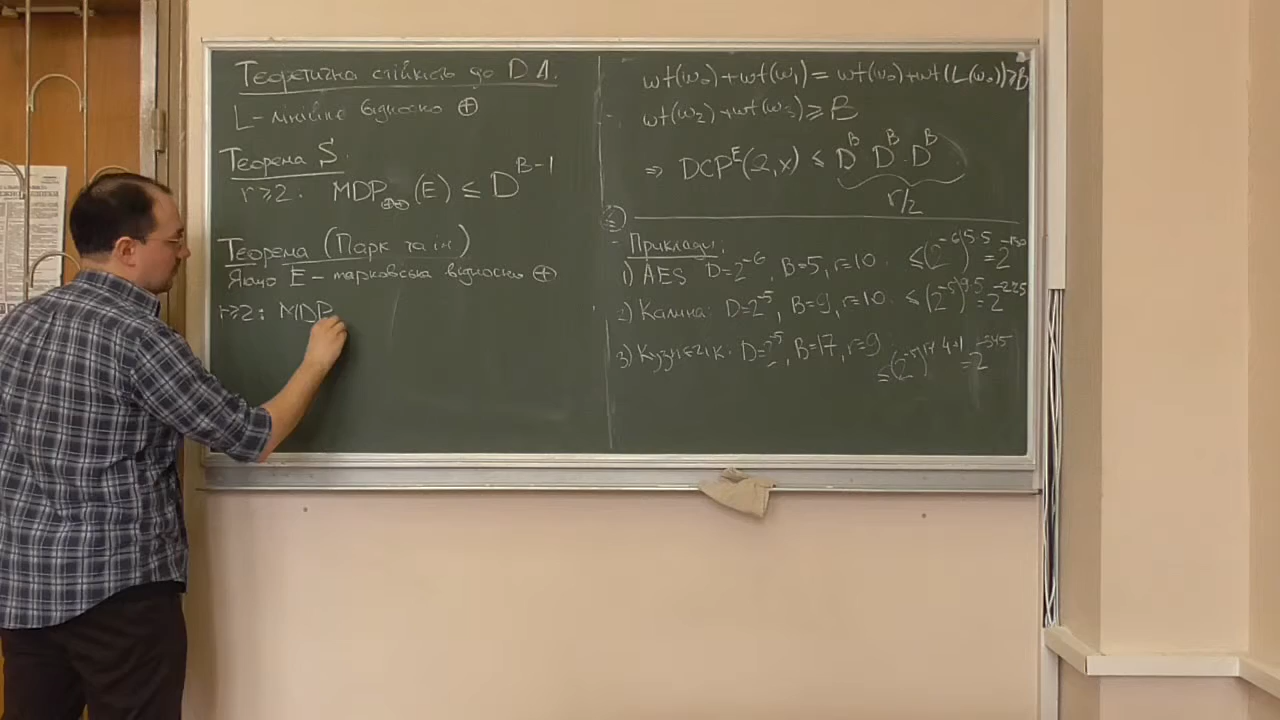 Теоретична стійкість до DA.
L – лінійне відносно ⊕
Теорема S.
r≥2: MDP⊕⊕(E) ≤ D^{B-1}
Теорема (Парк та ін)
Якщо E – марковська відносно ⊕
r≥2: MDP
wt(w₀)+wt(w₁) = wt(w₀)+wt(L(w₀)) ≥ B
wt(w₂)+wt(w₃) ≥ B
⇒ DCP^E(Ω,x) ≤ D^B D^B · D^B
r/2
Приклади:
1) AES D=2^{-6}, B=5, r=10. ≤(2^{-6})^{5·5} = 2^{-150}
2) Калина: D=2^{-5}, B=9, r=10. ≤(2^{-5})^{9·5} = 2^{-225}
3) Кузнєчік: D=2^{-5}, B=17, r=9 ≤(2^{-5})^{17·4+1} = 2^{-345}